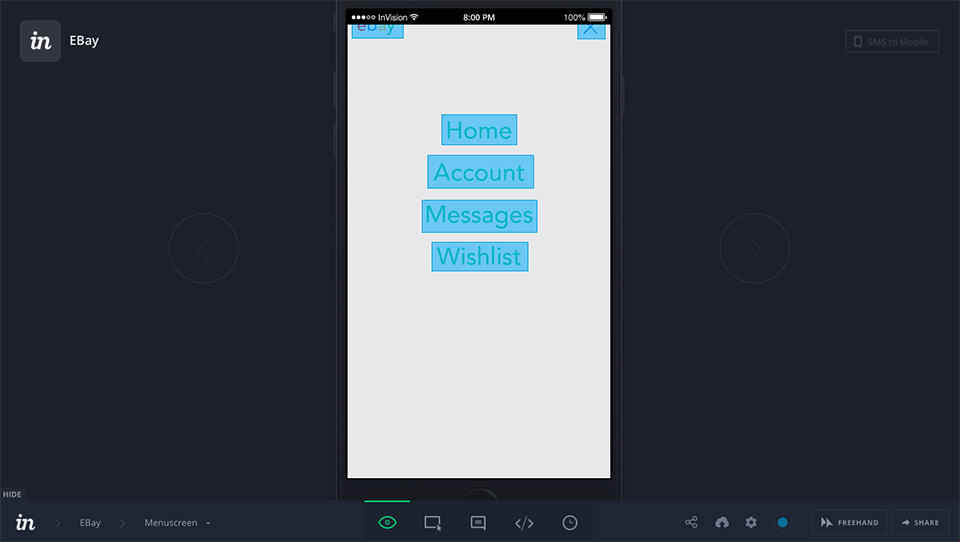 InVision 8:00 PM 100%
in EBay
SMS to Mobile
ebay
Home
Account
Messages
Wishlist
HIDE
in EBay Menuscreen FREEHAND SHARE